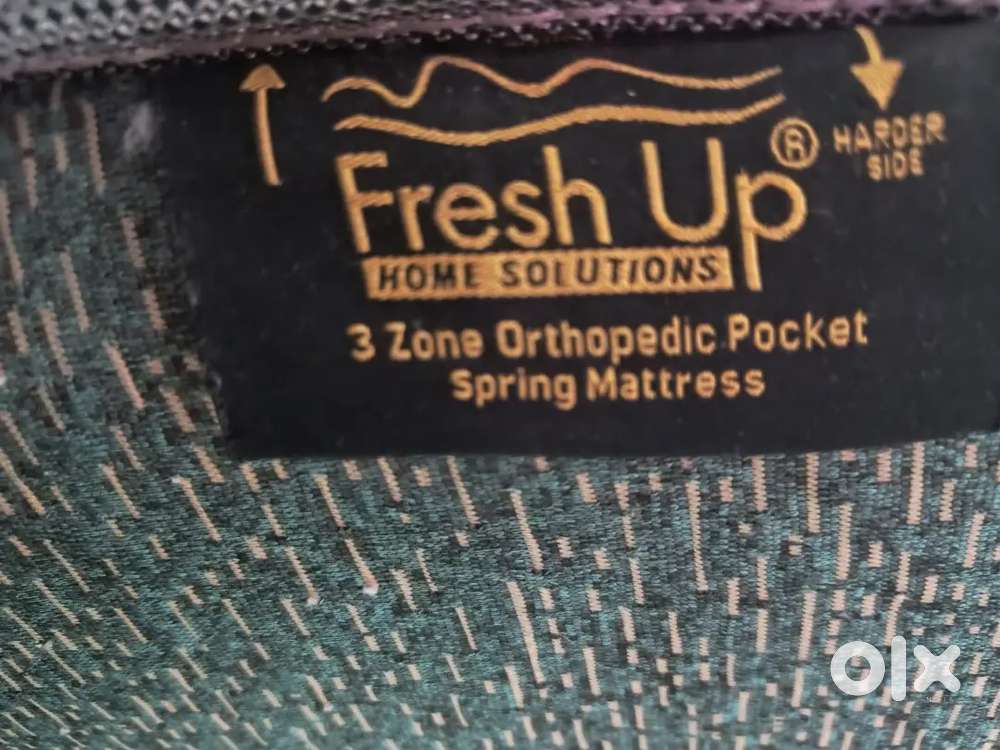 Fresh Up®
HARDER
SIDE
HOME SOLUTIONS
3 Zone Orthopedic Pocket
Spring Mattress
olx